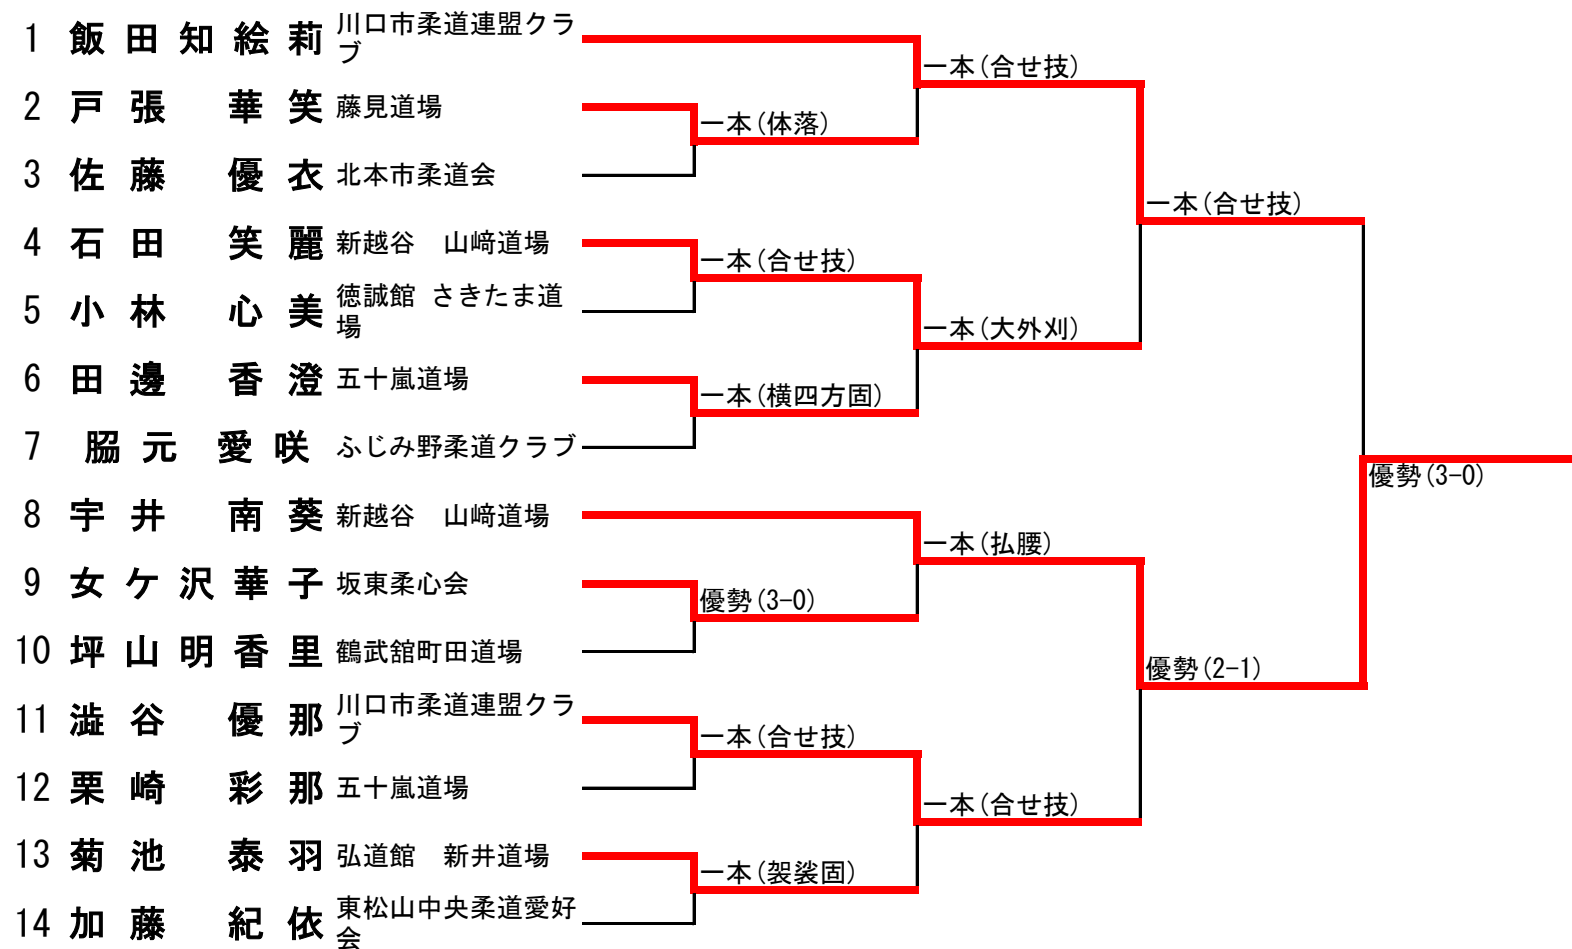 1 飯田知絵莉 川口市柔道連盟クラ
ブ
一本(合せ技)
2 戸張 華笑 藤見道場
一本(体落)
3 佐藤 優衣 北本市柔道会
一本(合せ技)
4 石田 笑麗 新越谷 山﨑道場
一本(合せ技)
5 小林 心美 徳誠館 さきたま道
場
一本(大外刈)
6 田邊 香澄 五十嵐道場
一本(横四方固)
7 脇元 愛咲 ふじみ野柔道クラブ
優勢(3-0)
8 宇井 南葵 新越谷 山﨑道場
一本(払腰)
9 女ケ沢華子 坂東柔心会
優勢(3-0)
10 坪山明香里 鶴武舘町田道場
優勢(2-1)
11 澁谷 優那 川口市柔道連盟クラ
ブ
一本(合せ技)
12 栗崎 彩那 五十嵐道場
一本(合せ技)
13 菊池 泰羽 弘道館 新井道場
一本(袈裟固)
14 加藤 紀依 東松山中央柔道愛好
会